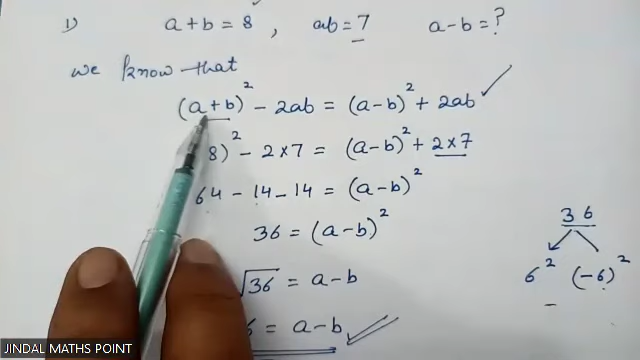 1) a+b = 8 , ab = 7 a-b = ?
we know that
(a+b)² - 2ab = (a-b)² + 2ab
8)² - 2×7 = (a-b)² + 2×7
64 - 14 - 14 = (a-b)²
36 = (a-b)²
√36 = a-b
= a-b
36
6² (-6)²
JINDAL MATHS POINT